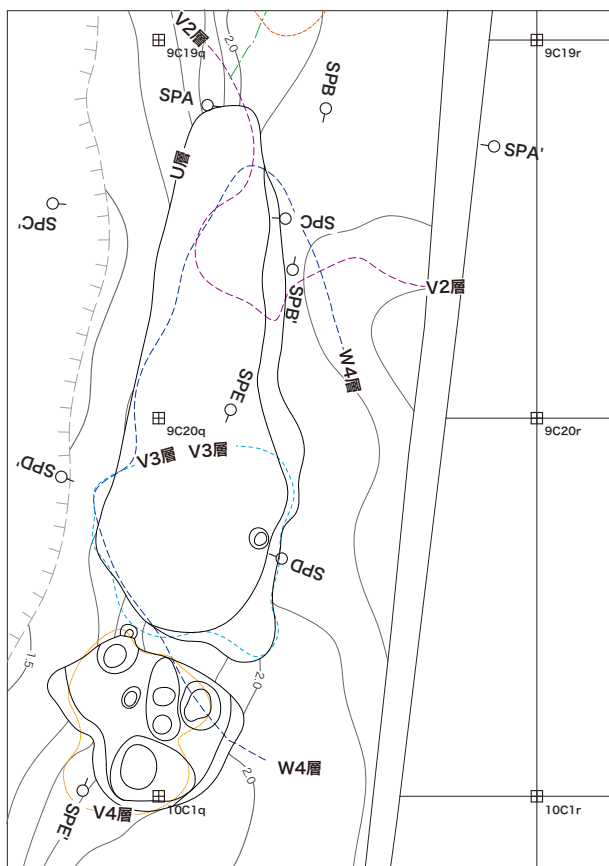 V2層
2.0
9C19q
9C19r
SPA
SPB
SPA'
U層
SPC'
SPC
SPB'
V2層
W4層
SPE
9C20q
9C20r
V3層
V3層
SPD'
SPD
1.5
2.0
W4層
2.0
SPE'
V4層
10C1q
10C1r